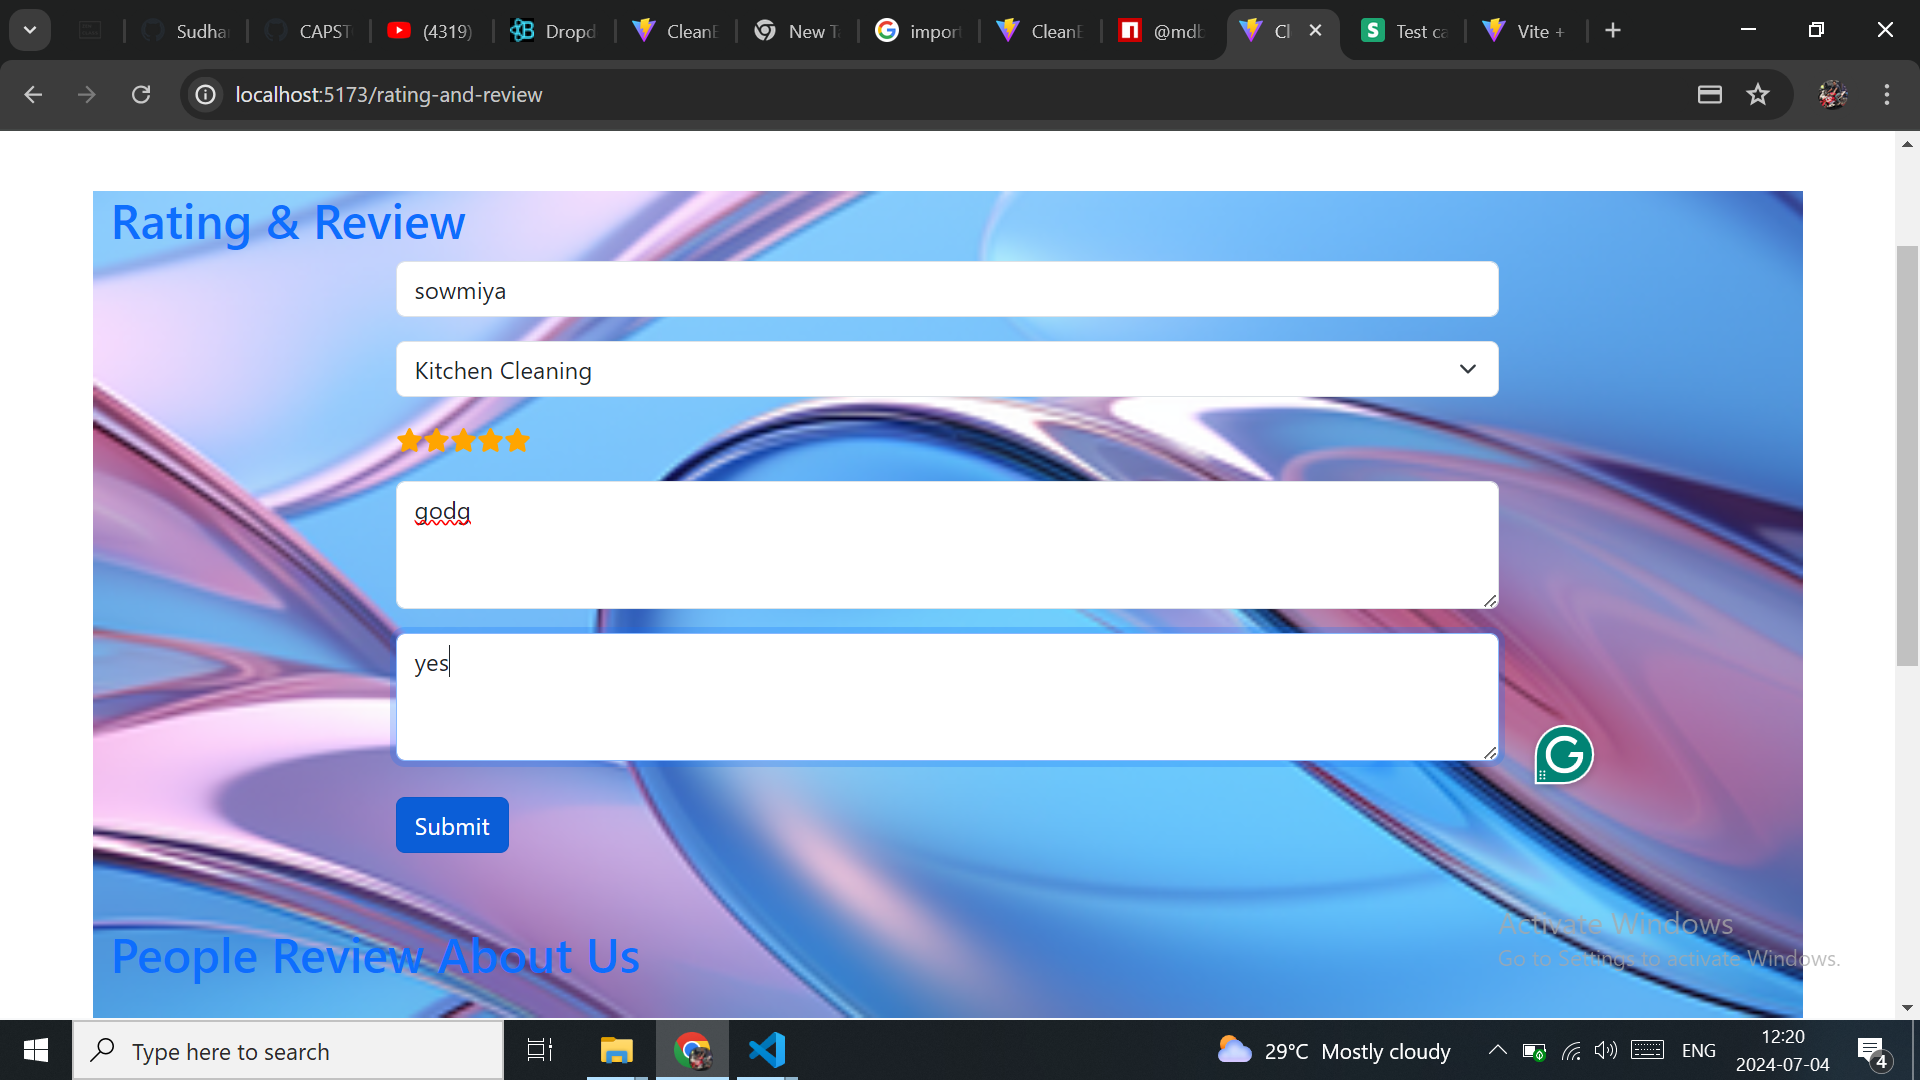 Sudha
CAPST
(4319)
Dropd
CleanE
New Ta
import
CleanE
@mdb
Cl
Test ca
Vite +
localhost:5173/rating-and-review
Rating & Review
sowmiya
Kitchen Cleaning
godg
yes
Submit
Activate Windows
Go to Settings to activate Windows.
People Review About Us
Type here to search
29°C Mostly cloudy
ENG
12:20
2024-07-04
4